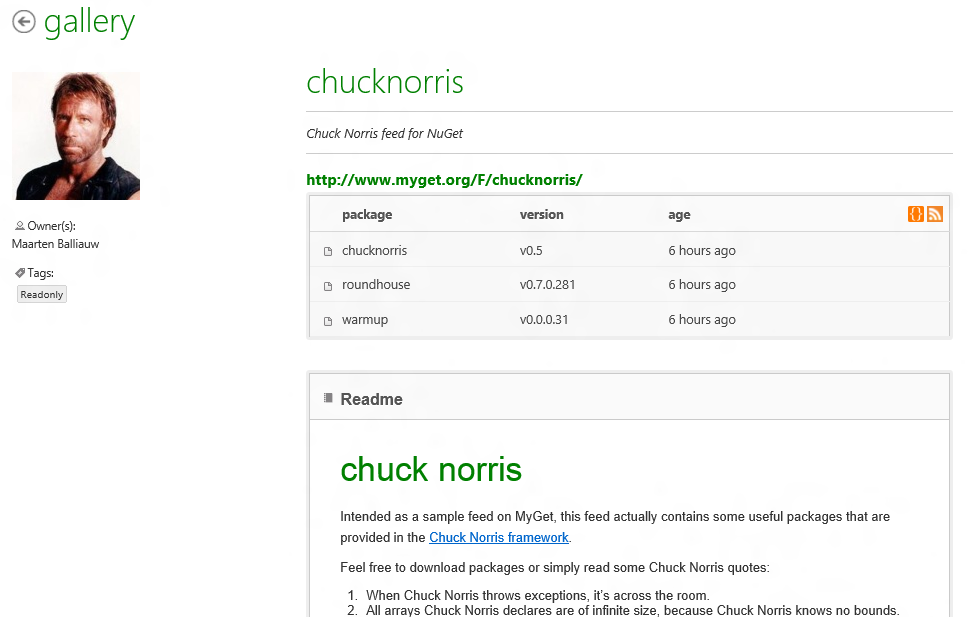 gallery
chucknorris
Chuck Norris feed for NuGet
http://www.myget.org/F/chucknorris/
Owner(s):
Maarten Balliauw
Tags:
Readonly
package version age
chucknorris v0.5 6 hours ago
roundhouse v0.7.0.281 6 hours ago
warmup v0.0.0.31 6 hours ago
Readme
chuck norris
Intended as a sample feed on MyGet, this feed actually contains some useful packages that are
provided in the Chuck Norris framework.
Feel free to download packages or simply read some Chuck Norris quotes:
1. When Chuck Norris throws exceptions, it's across the room.
2. All arrays Chuck Norris declares are of infinite size, because Chuck Norris knows no bounds.